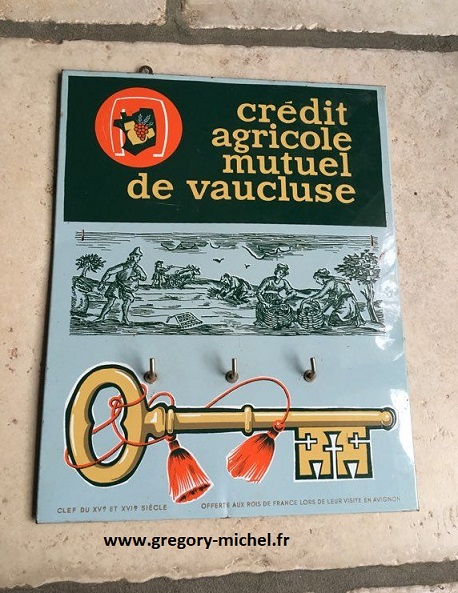 crédit
agricole
mutuel
de vaucluse
CLEF DU XVe ET XVIe SIÈCLE
OFFERTE AUX ROIS DE FRANCE LORS DE LEUR VISITE EN AVIGNON
www.gregory-michel.fr